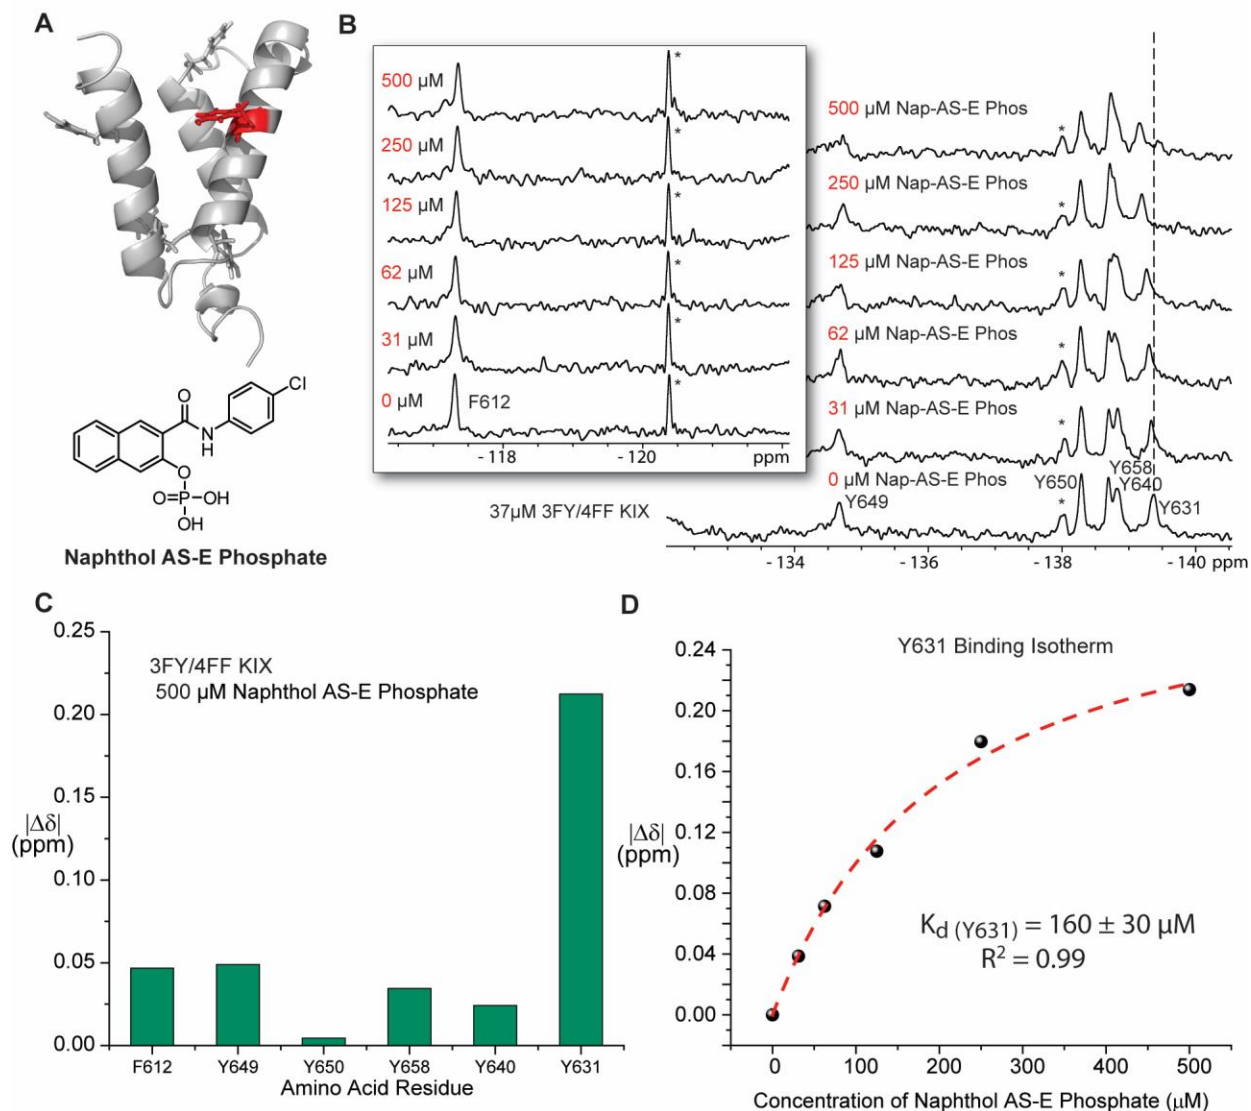 A
Cl
O
N
H
O
O=P-OH
OH
Naphthol AS-E Phosphate
B
500 µM
*
250 µM
*
125 µM
*
62 µM
*
31 µM
*
0 µM
F612
*
-118
-120
ppm
500 µM Nap-AS-E Phos
*
250 µM Nap-AS-E Phos
*
125 µM Nap-AS-E Phos
*
62 µM Nap-AS-E Phos
*
31 µM Nap-AS-E Phos
*
0 µM Nap-AS-E Phos
Y649
Y650
*
Y658
Y640
Y631
37µM 3FY/4FF KIX
-134
-136
-138
-140 ppm
C
3FY/4FF KIX
500 µM Naphthol AS-E Phosphate
|Δδ|
(ppm)
0.25
0.20
0.15
0.10
0.05
0.00
F612 Y649 Y650 Y658 Y640 Y631
Amino Acid Residue
D
Y631 Binding Isotherm
|Δδ|
(ppm)
0.24
0.20
0.16
0.12
0.08
0.04
0.00
Kd (Y631) = 160 ± 30 µM
R² = 0.99
0 100 200 300 400 500
Concentration of Naphthol AS-E Phosphate (µM)